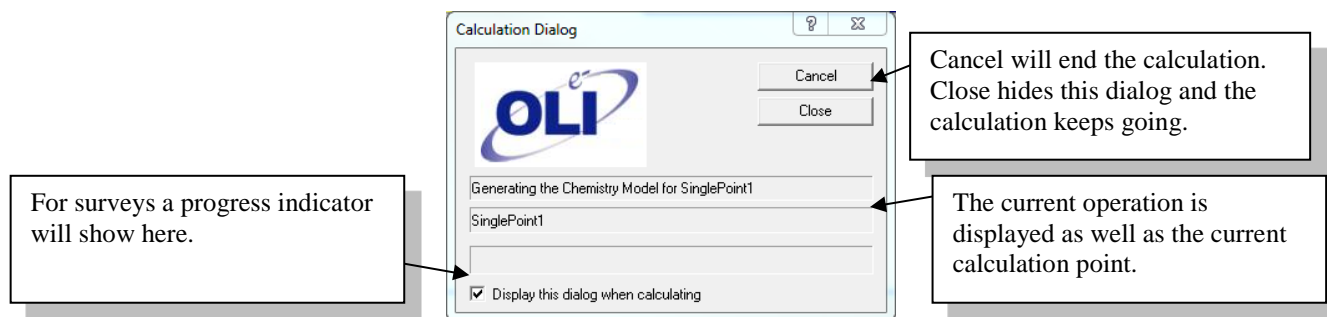 Calculation Dialog
e-
OLI
Cancel
Close
Generating the Chemistry Model for SinglePoint1
SinglePoint1
Display this dialog when calculating
Cancel will end the calculation.
Close hides this dialog and the
calculation keeps going.
For surveys a progress indicator
will show here.
The current operation is
displayed as well as the current
calculation point.